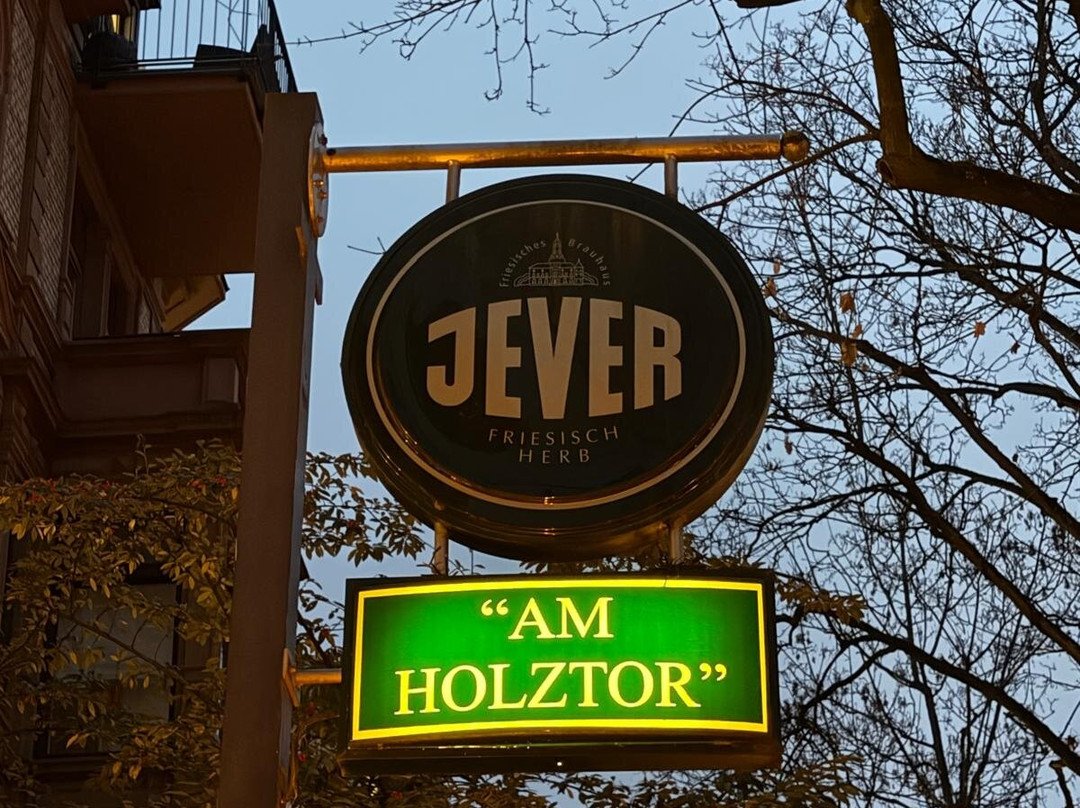 Friesisches Brauhaus
JEVER
FRIESISCH
HERB
“AM
HOLZTOR”